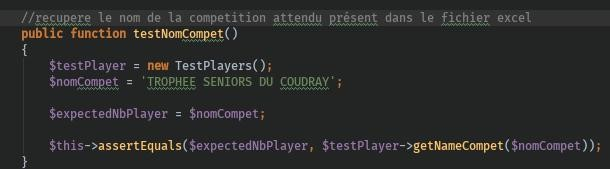 //recupere le nom de la competition attendu présent dans le fichier excel
public function testNomCompet()
{
$testPlayer = new TestPlayers();
$nomCompet = 'TROPHEE SENIORS DU COUDRAY';
$expectedNbPlayer = $nomCompet;
$this->assertEquals($expectedNbPlayer, $testPlayer->getNameCompet($nomCompet));
}